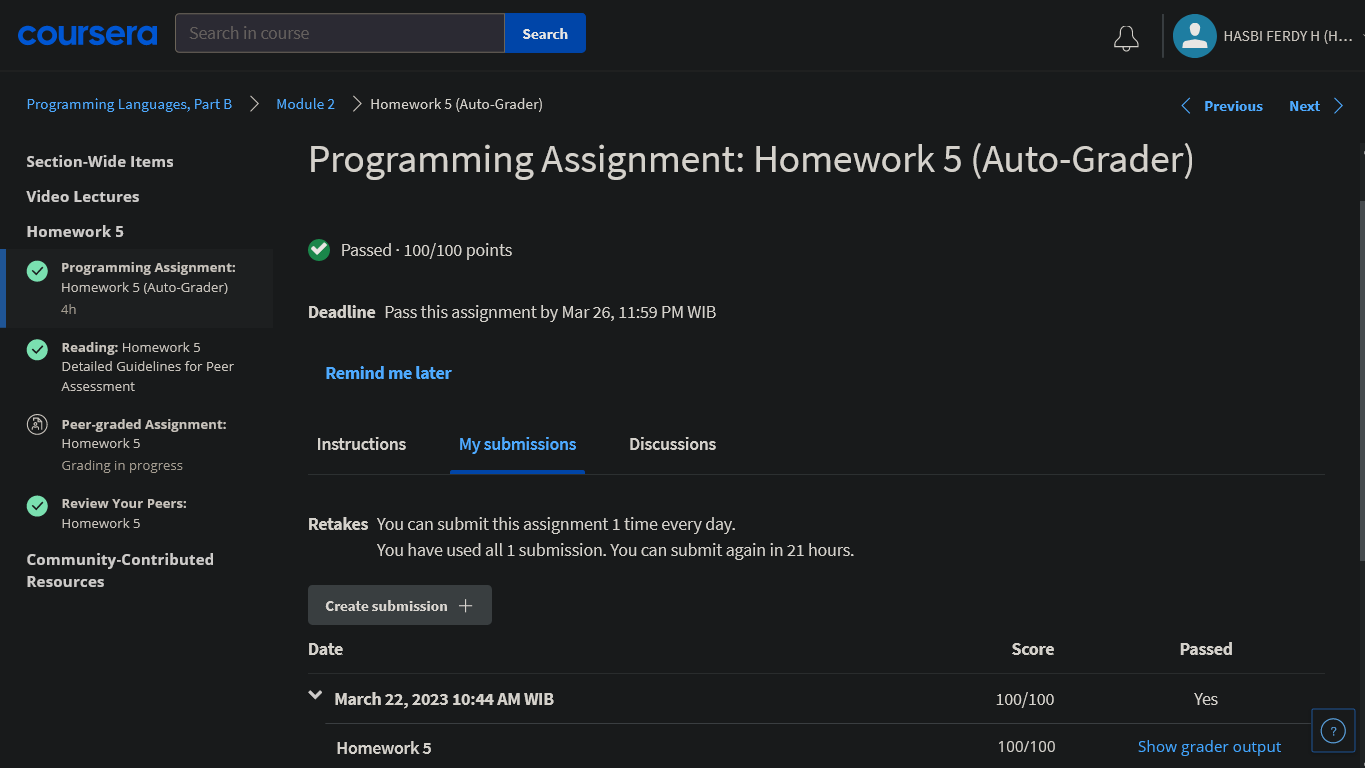 coursera
Search in course
Search
HASBI FERDY H (H...
Programming Languages, Part B
Module 2
Homework 5 (Auto-Grader)
Previous
Next
Section-Wide Items
Video Lectures
Homework 5
Programming Assignment:
Homework 5 (Auto-Grader)
4h
Reading: Homework 5
Detailed Guidelines for Peer
Assessment
Peer-graded Assignment:
Homework 5
Grading in progress
Review Your Peers:
Homework 5
Community-Contributed
Resources
Programming Assignment: Homework 5 (Auto-Grader)
Passed · 100/100 points
Deadline Pass this assignment by Mar 26, 11:59 PM WIB
Remind me later
Instructions My submissions Discussions
Retakes You can submit this assignment 1 time every day.
You have used all 1 submission. You can submit again in 21 hours.
Create submission +
Date Score Passed
March 22, 2023 10:44 AM WIB 100/100 Yes
Homework 5 100/100 Show grader output
?